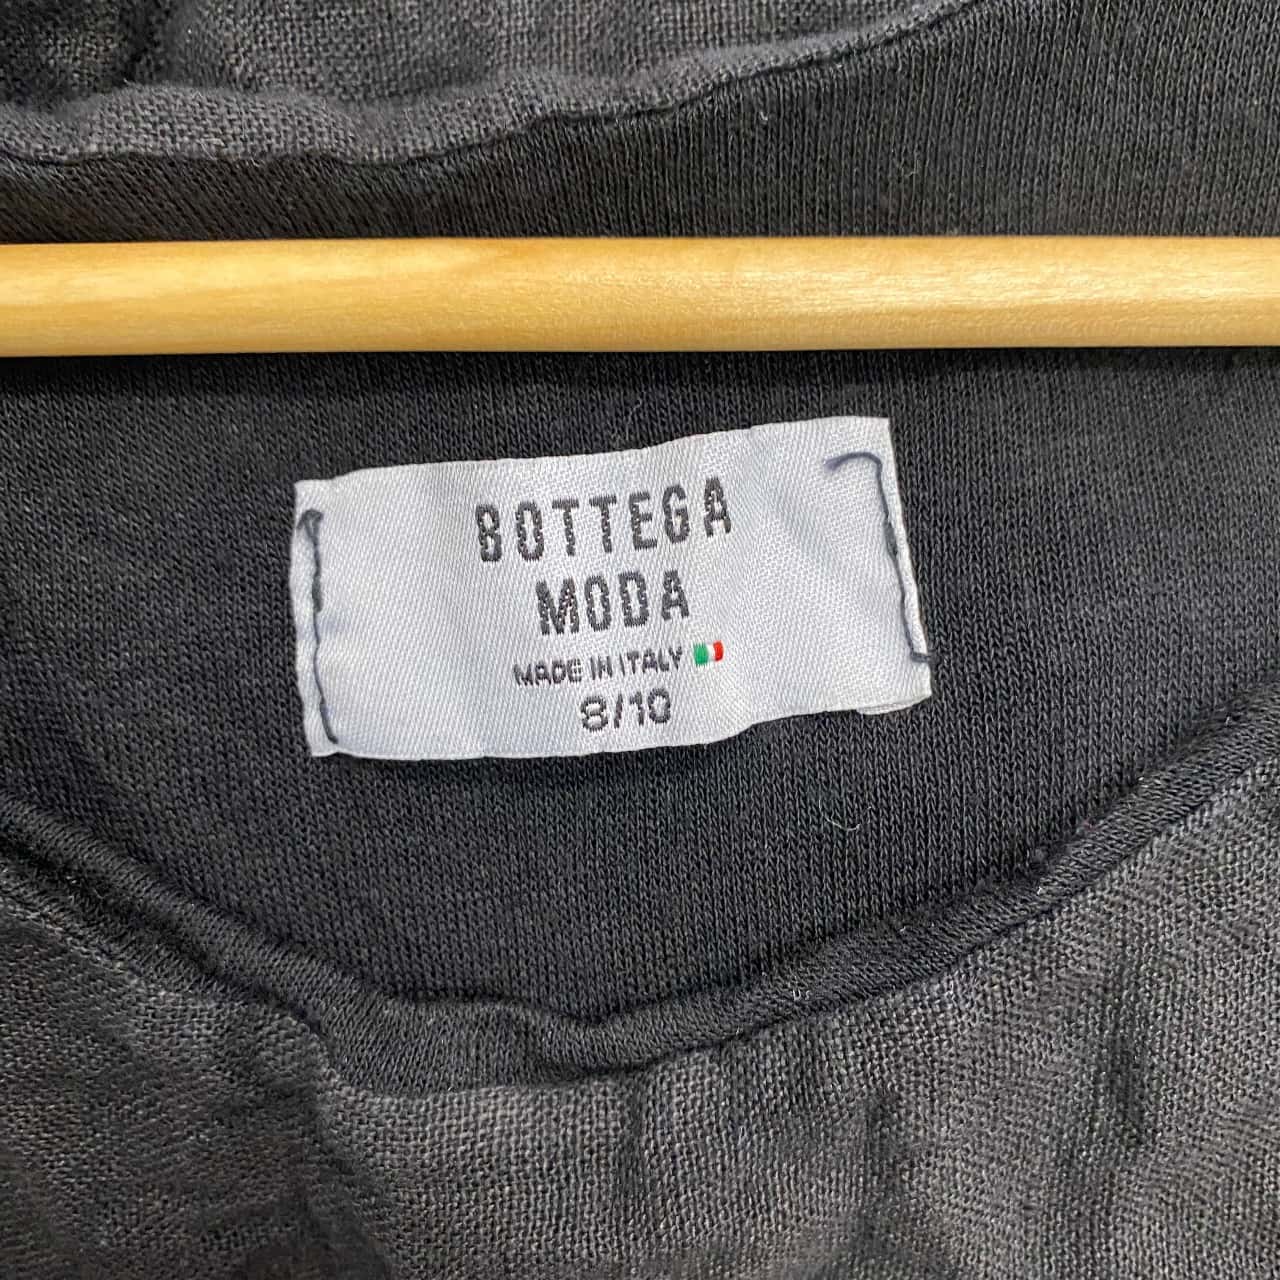 BOTTEGA
MODA
MADE IN ITALY
8/10